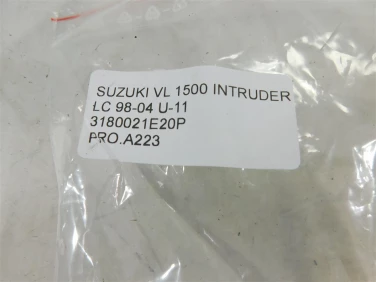 SUZUKI VL 1500 INTRUDER
LC 98-04 U-11
3180021E20P
PRO.A223